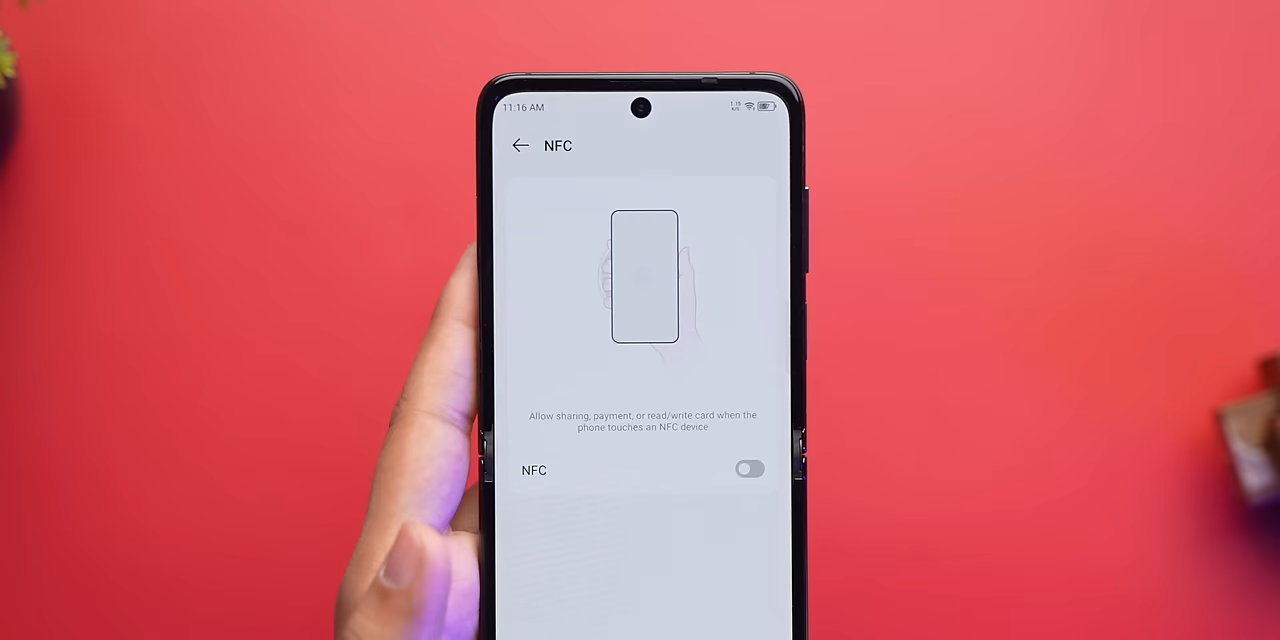 11:16 AM
NFC
Allow sharing, payment, or read/write card when the
phone touches an NFC device
NFC